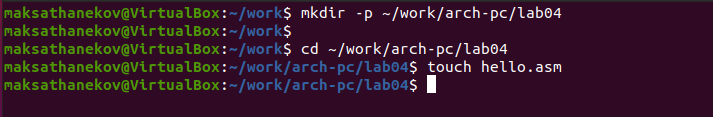 maksathanekov@VirtualBox:~/work$ mkdir -p ~/work/arch-pc/lab04
maksathanekov@VirtualBox:~/work$
maksathanekov@VirtualBox:~/work$ cd ~/work/arch-pc/lab04
maksathanekov@VirtualBox:~/work/arch-pc/lab04$ touch hello.asm
maksathanekov@VirtualBox:~/work/arch-pc/lab04$